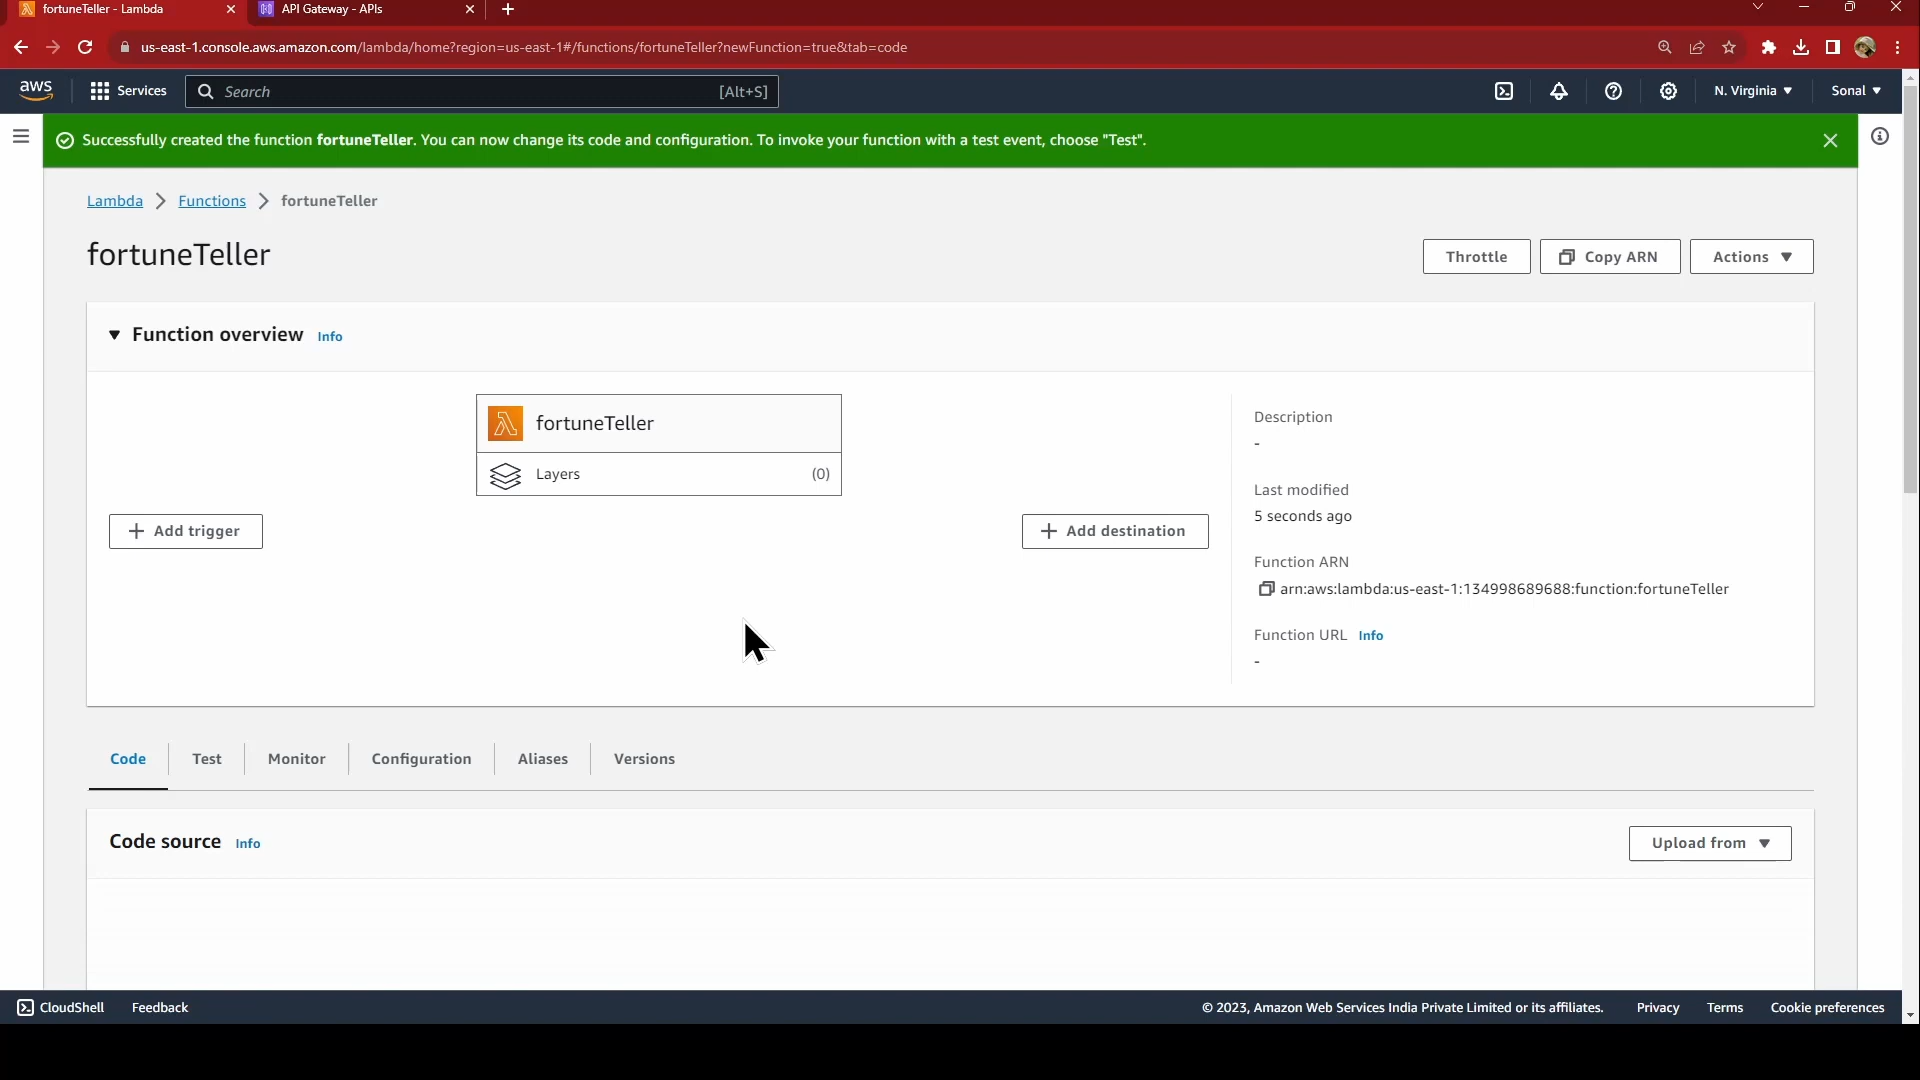 fortuneTeller - Lambda
API Gateway - APIs
us-east-1.console.aws.amazon.com/lambda/home?region=us-east-1#/functions/fortuneTeller?newFunction=true&tab=code
aws
Services
Search
[Alt+S]
N. Virginia
Sonal
Successfully created the function fortuneTeller. You can now change its code and configuration. To invoke your function with a test event, choose "Test".
Lambda
Functions
fortuneTeller
fortuneTeller
Throttle
Copy ARN
Actions
Function overview Info
fortuneTeller
Layers (0)
Add trigger
Add destination
Description
-
Last modified
5 seconds ago
Function ARN
arn:aws:lambda:us-east-1:134998689688:function:fortuneTeller
Function URL Info
-
Code
Test
Monitor
Configuration
Aliases
Versions
Code source Info
Upload from
CloudShell
Feedback
© 2023, Amazon Web Services India Private Limited or its affiliates.
Privacy
Terms
Cookie preferences